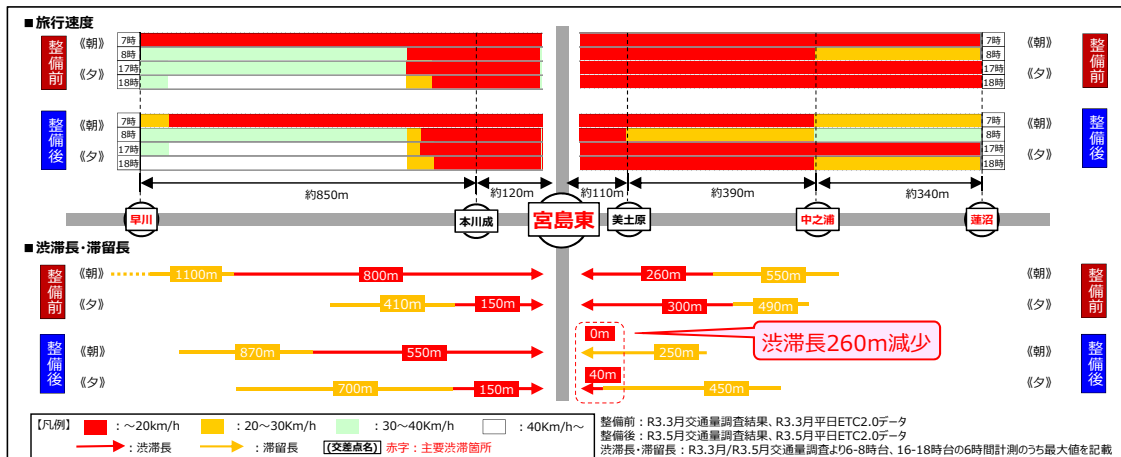 ■旅行速度
整備前
《朝》
《夕》
7時
8時
17時
18時
7時
8時
17時
18時
《朝》
《夕》
整備前
整備後
《朝》
《夕》
7時
8時
17時
18時
7時
8時
17時
18時
《朝》
《夕》
整備後
約850m
約120m
約110m
約390m
約340m
早川
本川成
宮島東
美土原
中之浦
蓮沼
■渋滞長・滞留長
整備前
《朝》
1100m
800m
260m
550m
《朝》
整備前
《夕》
410m
150m
300m
490m
《夕》
整備後
《朝》
870m
550m
0m
250m
渋滞長260m減少
《朝》
整備後
《夕》
700m
150m
40m
450m
《夕》
【凡例】
：～20km/h
：20～30Km/h
：30～40Km/h
：40Km/h～
：渋滞長
：滞留長
(交差点名)
赤字：主要渋滞箇所
整備前：R3.3月交通量調査結果、R3.3月平日ETC2.0データ
整備後：R3.5月交通量調査結果、R3.5月平日ETC2.0データ
渋滞長・滞留長：R3.3月/R3.5月交通量調査より6-8時台、16-18時台の6時間計測のうち最大値を記載